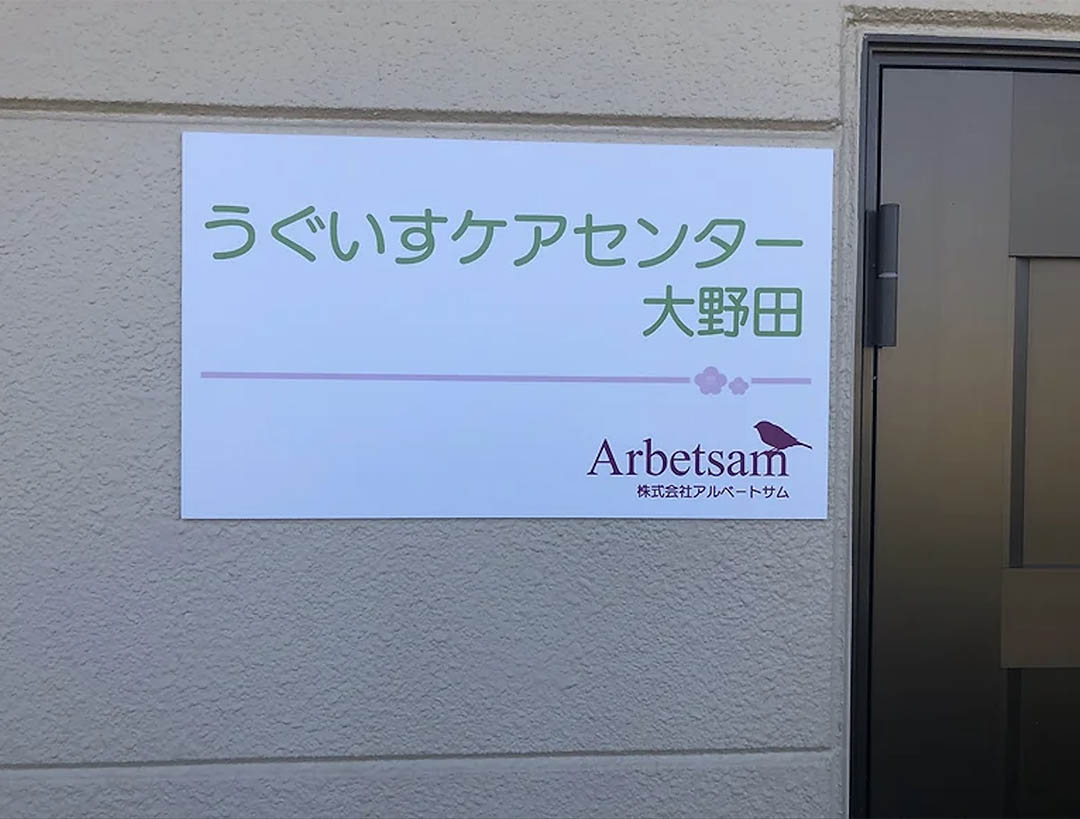 うぐいすケアセンター
大野田
Arbetsam
株式会社アルベートサム